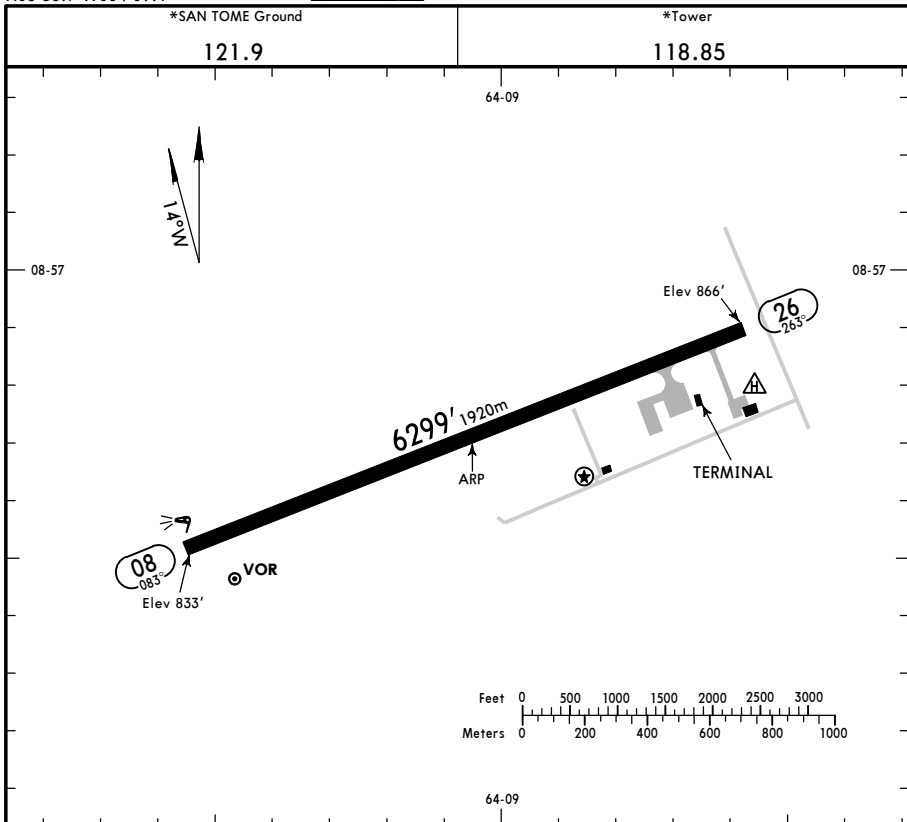 *SAN TOME Ground
*Tower
121.9
118.85
64-09
14°W
08-57
08-57
Elev 866'
26
263°
6299' 1920m
H
ARP
TERMINAL
08
083°
VOR
Elev 833'
Feet 0 500 1000 1500 2000 2500 3000
Meters 0 200 400 600 800 1000
64-09